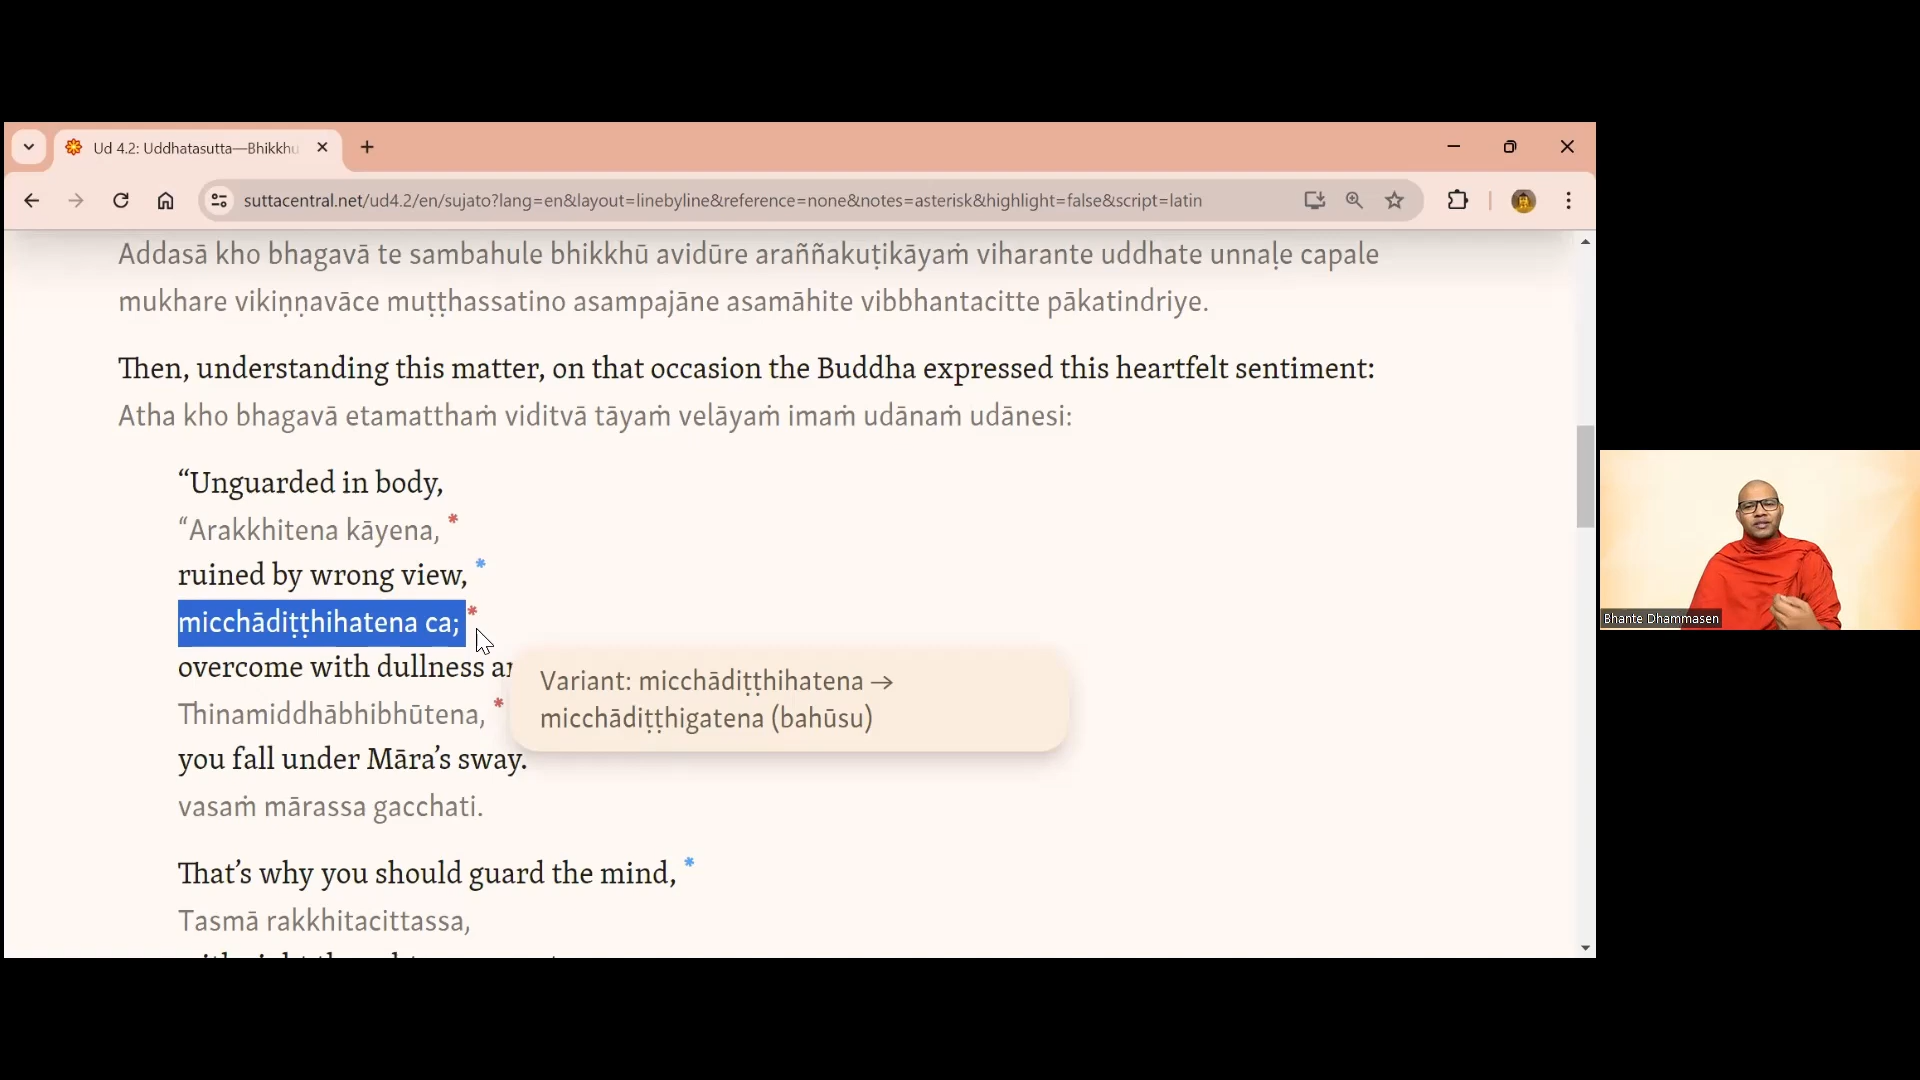 Ud 4.2: Uddhatasutta—Bhikkhu
suttacentral.net/ud4.2/en/sujato?lang=en&layout=linebyline&reference=none&notes=asterisk&highlight=false&script=latin
Addasā kho bhagavā te sambahule bhikkhū avidūre araññakuṭikāyaṁ viharante uddhate unnaḷe capale
mukhare vikiṇṇavāce muṭṭhassatino asampajāne asamāhite vibbhantacitte pākatindriye.
Then, understanding this matter, on that occasion the Buddha expressed this heartfelt sentiment:
Atha kho bhagavā etamatthaṁ viditvā tāyaṁ velāyaṁ imaṁ udānaṁ udānesi:
“Unguarded in body,
“Arakkhitena kāyena, *
ruined by wrong view, *
micchādiṭṭhihatena ca; *
overcome with dullness
Variant: micchādiṭṭhihatena →
micchādiṭṭhigatena (bahūsu)
Thinamiddhābhibhūtena, *
you fall under Māra’s sway.
vasaṁ mārassa gacchati.
That’s why you should guard the mind, *
Tasmā rakkhitacittassa,
Bhante Dhammasen